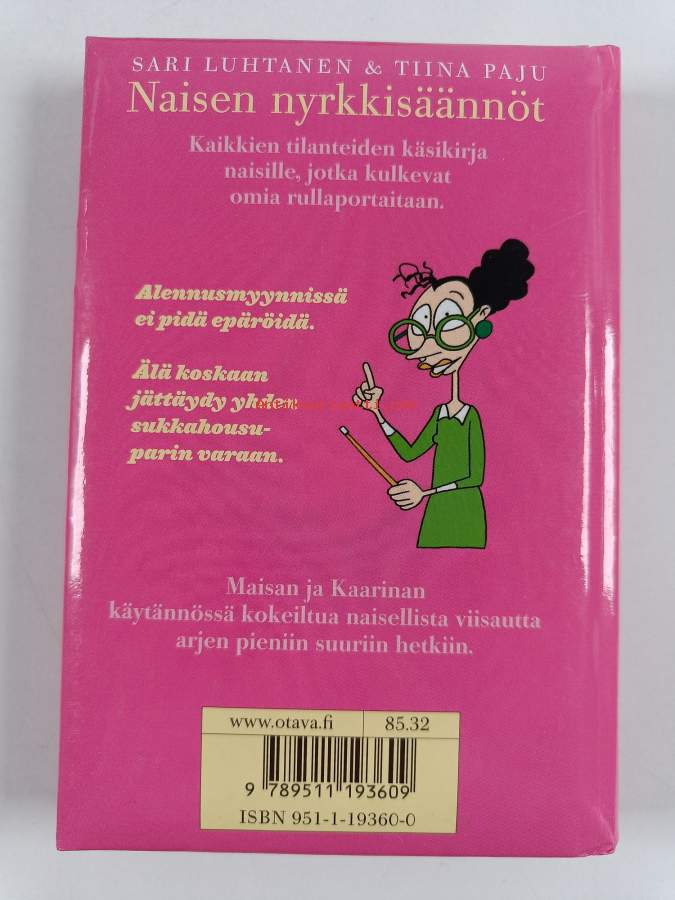 SARI LUHTANEN & TIINA PAJU
Naisen nyrkkisäännöt
Kaikkien tilanteiden käsikirja
naisille, jotka kulkevat
omia rullaportaitaan.
Alennusmyynnissä
ei pidä epäröidä.
Älä koskaan
jättäydy yhden
sukkahousu-
parin varaan.
Maisan ja Kaarinan
käytännössä kokeiltua naisellista viisautta
arjen pieniin suuriin hetkiin.
www.otava.fi 85.32
9 789511 193609
ISBN 951-1-19360-0